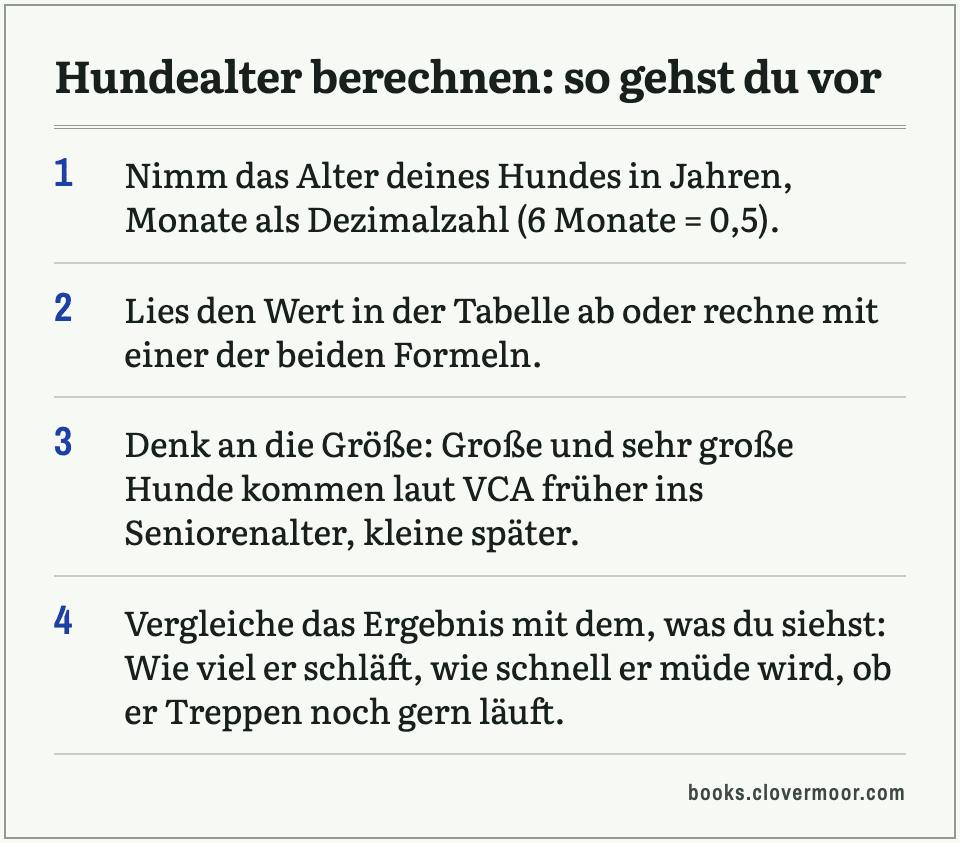 Hundealter berechnen: so gehst du vor
1
Nimm das Alter deines Hundes in Jahren,
Monate als Dezimalzahl (6 Monate = 0,5).
2
Lies den Wert in der Tabelle ab oder rechne mit
einer der beiden Formeln.
3
Denk an die Größe: Große und sehr große
Hunde kommen laut VCA früher ins
Seniorenalter, kleine später.
4
Vergleiche das Ergebnis mit dem, was du siehst:
Wie viel er schläft, wie schnell er müde wird, ob
er Treppen noch gern läuft.
books.clovermoor.com